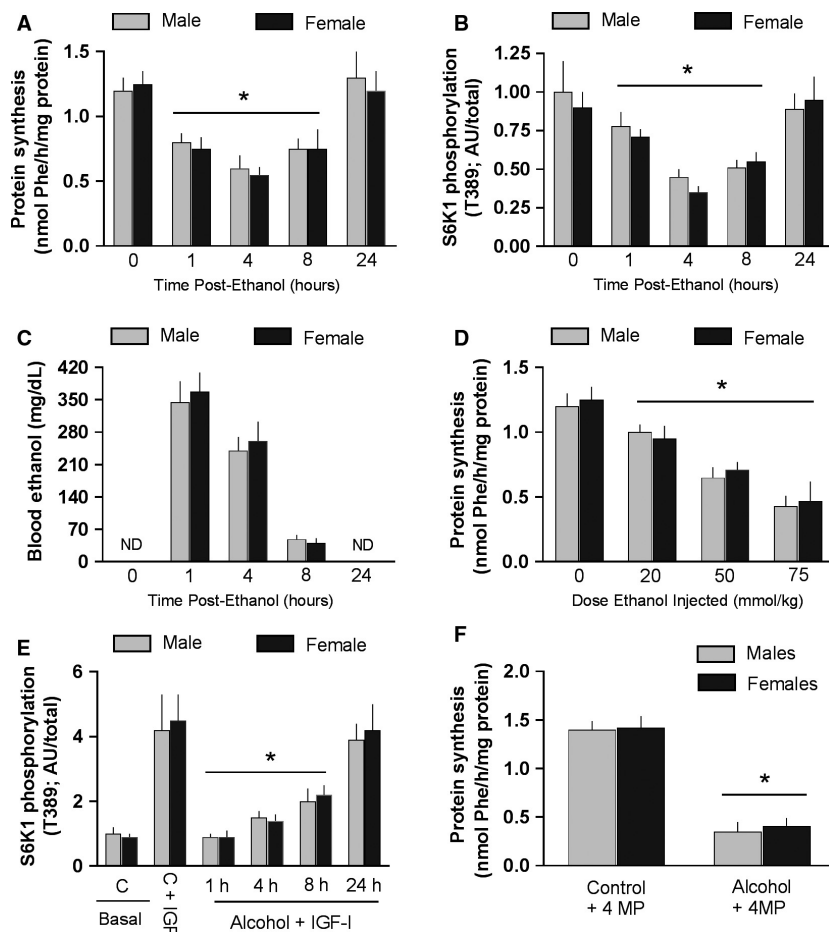 A
Male Female
Protein synthesis
(nmol Phe/h/mg protein)
1.5
1.0
0.5
0.0
*
0 1 4 8 24
Time Post-Ethanol (hours)
B
Male Female
S6K1 phosphorylation
(T389; AU/total)
1.25
1.00
0.75
0.50
0.25
0.00
*
0 1 4 8 24
Time Post-Ethanol (hours)
C
Male Female
Blood ethanol (mg/dL)
420
350
280
210
140
70
0
ND ND
0 1 4 8 24
Time Post-Ethanol (hours)
D
Male Female
Protein synthesis
(nmol Phe/h/mg protein)
1.5
1.0
0.5
0.0
*
0 20 50 75
Dose Ethanol Injected (mmol/kg)
E
Male Female
S6K1 phosphorylation
(T389; AU/total)
6
4
2
0
*
C
Basal
C + IGF
1 h 4 h 8 h 24 h
Alcohol + IGF-I
F
Males
Females
Protein synthesis
(nmol Phe/h/mg protein)
2.0
1.5
1.0
0.5
0.0
*
Control
+ 4 MP
Alcohol
+ 4MP